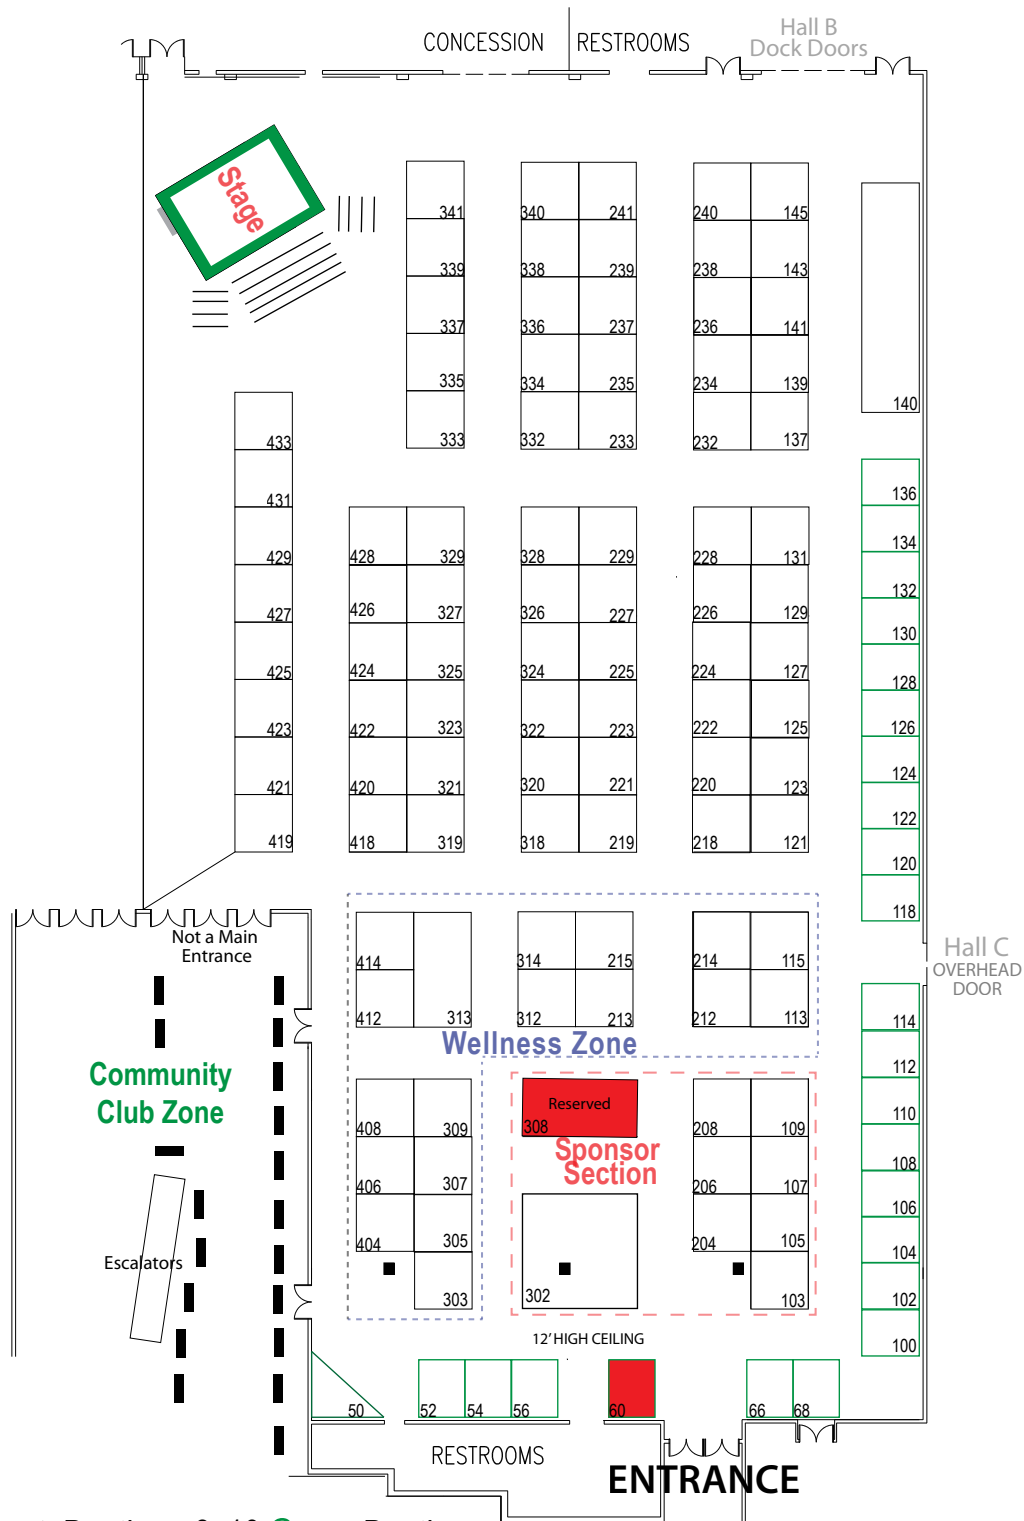 CONCESSION RESTROOMS
Hall B
Dock Doors
Stage
341 340 241 240 145
339 338 239 238 143
337 336 237 236 141
335 334 235 234 139
140
333 332 233 232 137
433
136
431
134
429 428 329 328 229 228 131
132
427 426 327 326 227 226 129
130
425 424 325 324 225 224 127
128
423 422 323 322 223 222 125
126
124
421 420 321 320 221 220 123
122
419 418 319 318 219 218 121
120
118
Not a Main
Entrance
Hall C
OVERHEAD
DOOR
414 314 215 214 115
412 313 312 213 212 113
114
Wellness Zone
112
Community
Club Zone
Reserved
110
408 309 308 208 109
Sponsor
Section
108
406 307 206 107
106
404 305 204 105
104
Escalators
303 302 103
102
12' HIGH CEILING
100
50 52 54 56 60 66 68
RESTROOMS
ENTRANCE